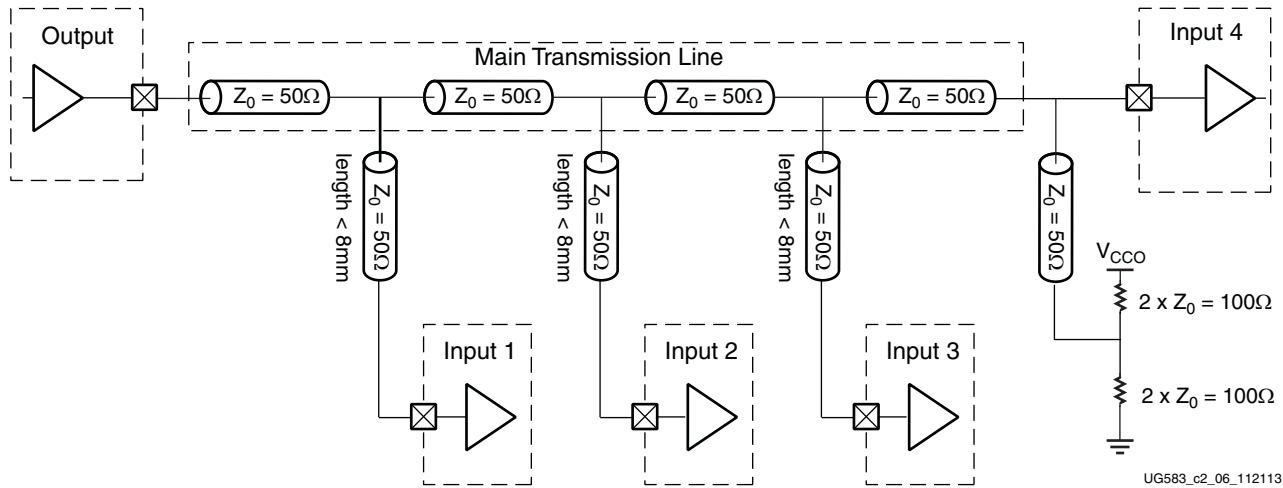 Output
Main Transmission Line
Input 4
Z0 = 50Ω
Z0 = 50Ω
Z0 = 50Ω
Z0 = 50Ω
length < 8mm
Z0 = 50Ω
length < 8mm
Z0 = 50Ω
length < 8mm
Z0 = 50Ω
Z0 = 50Ω
VCCO
2 x Z0 = 100Ω
2 x Z0 = 100Ω
Input 1
Input 2
Input 3
UG583_c2_06_112113